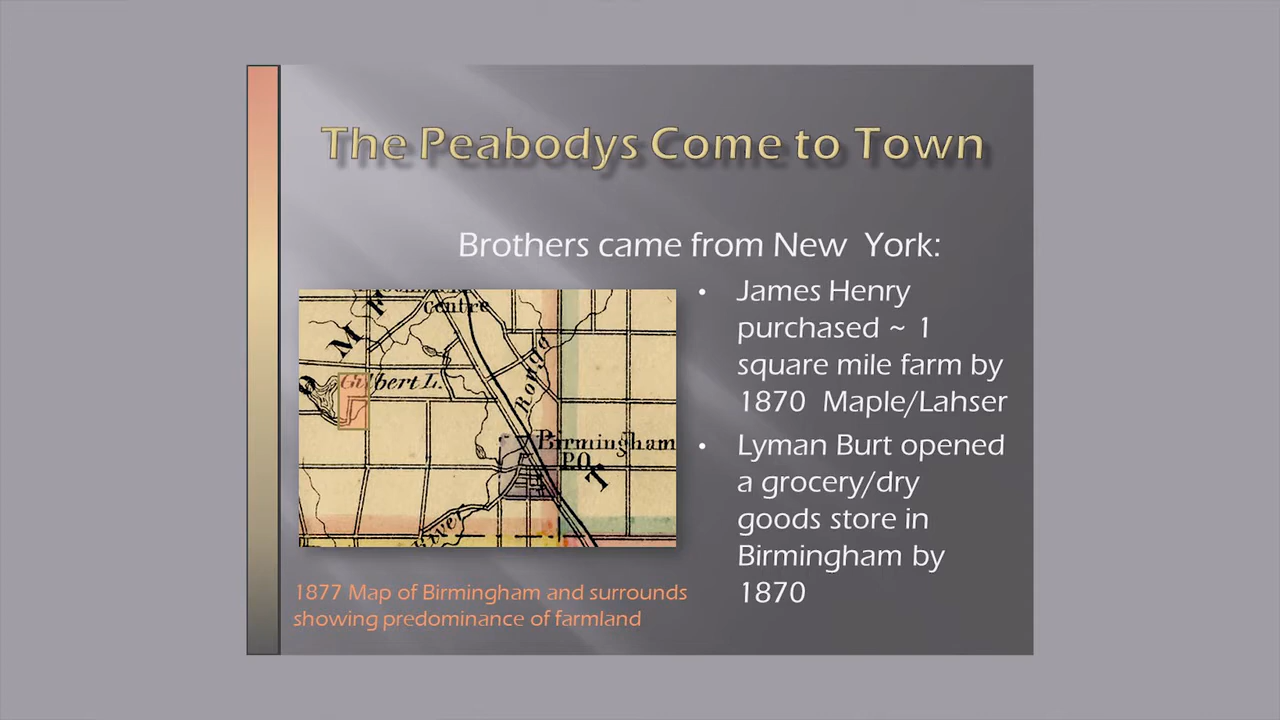 The Peabodys Come to Town
Brothers came from New York:
• James Henry
purchased ~ 1
square mile farm by
1870 Maple/Lahser
• Lyman Burt opened
a grocery/dry
goods store in
Birmingham by
1870
Centre
M
Gilbert L.
Rouge
Birmingham
P.O.
T
River
1877 Map of Birmingham and surrounds
showing predominance of farmland